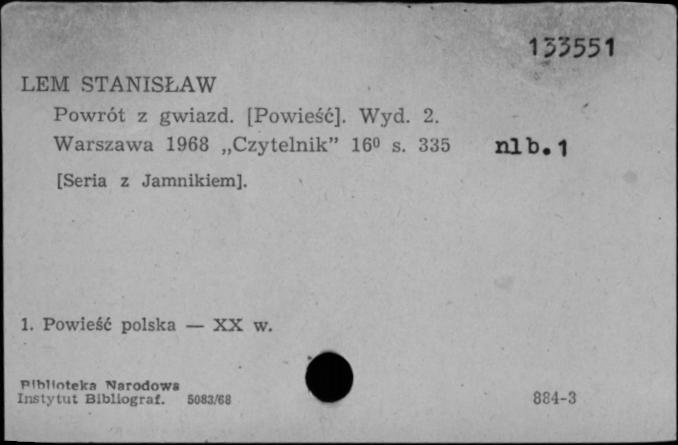 133551
LEM STANISŁAW
Powrót z gwiazd. [Powieść]. Wyd. 2.
Warszawa 1968 „Czytelnik” 16⁰ s. 335 nlb. 1
[Seria z Jamnikiem].
1. Powieść polska — XX w.
Biblioteka Narodowa
Instytut Bibliograf. 5083/68 884-3